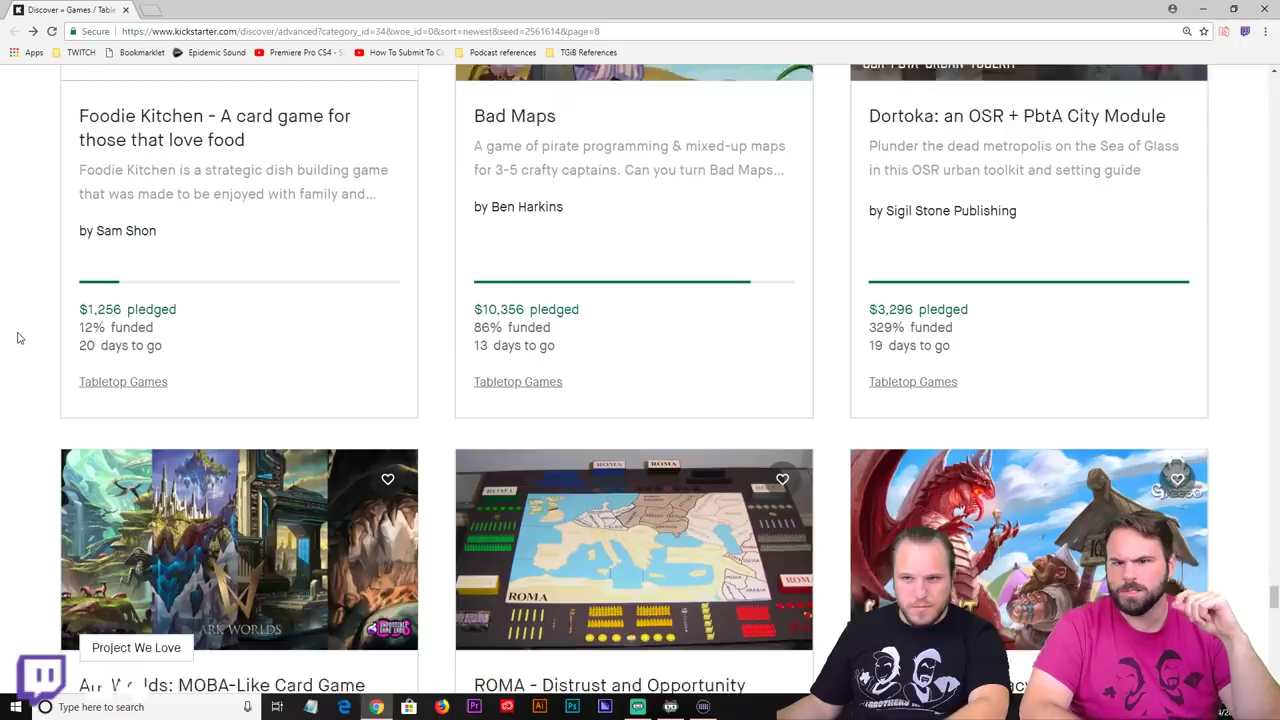 Discover » Games / Table
Secure
https://www.kickstarter.com/discover/advanced?category_id=34&woe_id=0&sort=newest&seed=2561614&page=8
Apps
TWITCH
Bookmarklet
Epidemic Sound
Premiere Pro CS4 -
How To Submit To C
Podcast references
TGiB References
Foodie Kitchen - A card game for
those that love food
Foodie Kitchen is a strategic dish building game
that was made to be enjoyed with family and...
by Sam Shon
$1,256 pledged
12% funded
20 days to go
Tabletop Games
Bad Maps
A game of pirate programming & mixed-up maps
for 3-5 crafty captains. Can you turn Bad Maps...
by Ben Harkins
$10,356 pledged
86% funded
13 days to go
Tabletop Games
Dortoka: an OSR + PbtA City Module
Plunder the dead metropolis on the Sea of Glass
in this OSR urban toolkit and setting guide
by Sigil Stone Publishing
$3,296 pledged
329% funded
19 days to go
Tabletop Games
ARK WORLDS
IMPOSSIBLE
GAME LABS
Project We Love
MOBA-Like Card Game
ROMA
ROMA
ROMA
ROMA
ROMA
ROMA - Distrust and Opportunity
Type here to search